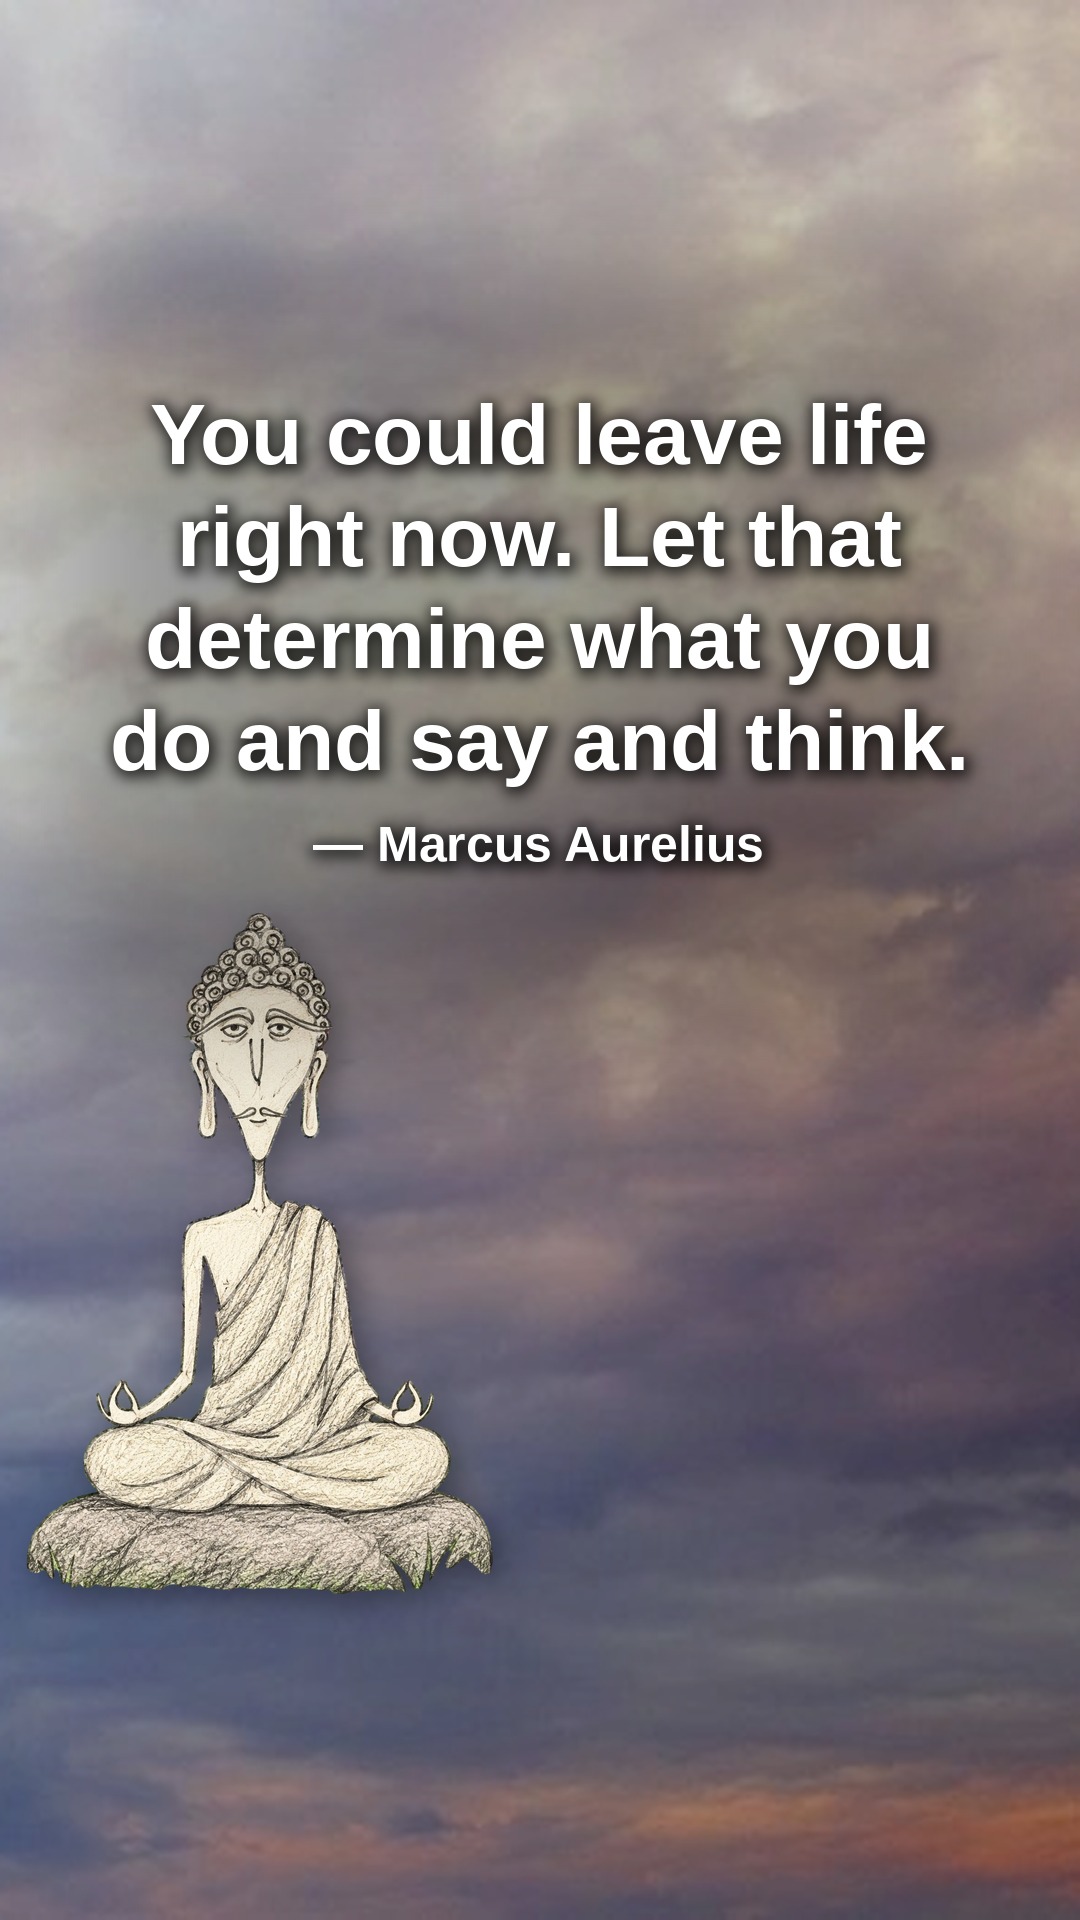 You could leave life
right now. Let that
determine what you
do and say and think.
— Marcus Aurelius